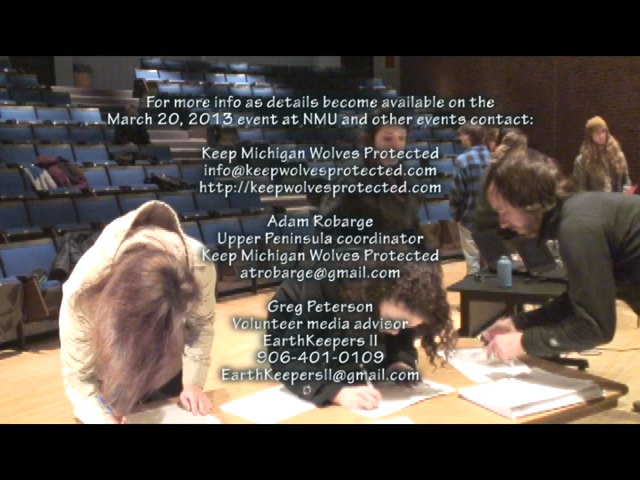 For more info as details become available on the
March 20, 2013 event at NMU and other events contact:
Keep Michigan Wolves Protected
info@keepwolvesprotected.com
http://keepwolvesprotected.com
Adam Robarge
Upper Peninsula coordinator
Keep Michigan Wolves Protected
atrobarge@gmail.com
Greg Peterson
Volunteer media advisor
EarthKeepers II
906-401-0109
EarthKeepersII@gmail.com